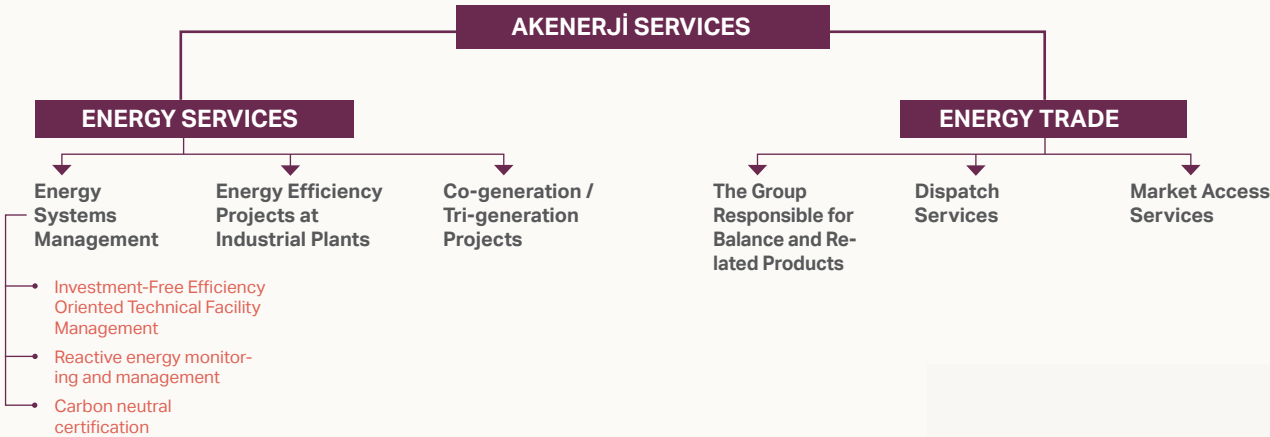 AKENERJİ SERVICES
ENERGY SERVICES
Energy
Systems
Management
Investment-Free Efficiency
Oriented Technical Facility
Management
Reactive energy monitor-
ing and management
Carbon neutral
certification
Energy Efficiency
Projects at
Industrial Plants
Co-generation /
Tri-generation
Projects
ENERGY TRADE
The Group
Responsible for
Balance and Re-
lated Products
Dispatch
Services
Market Access
Services